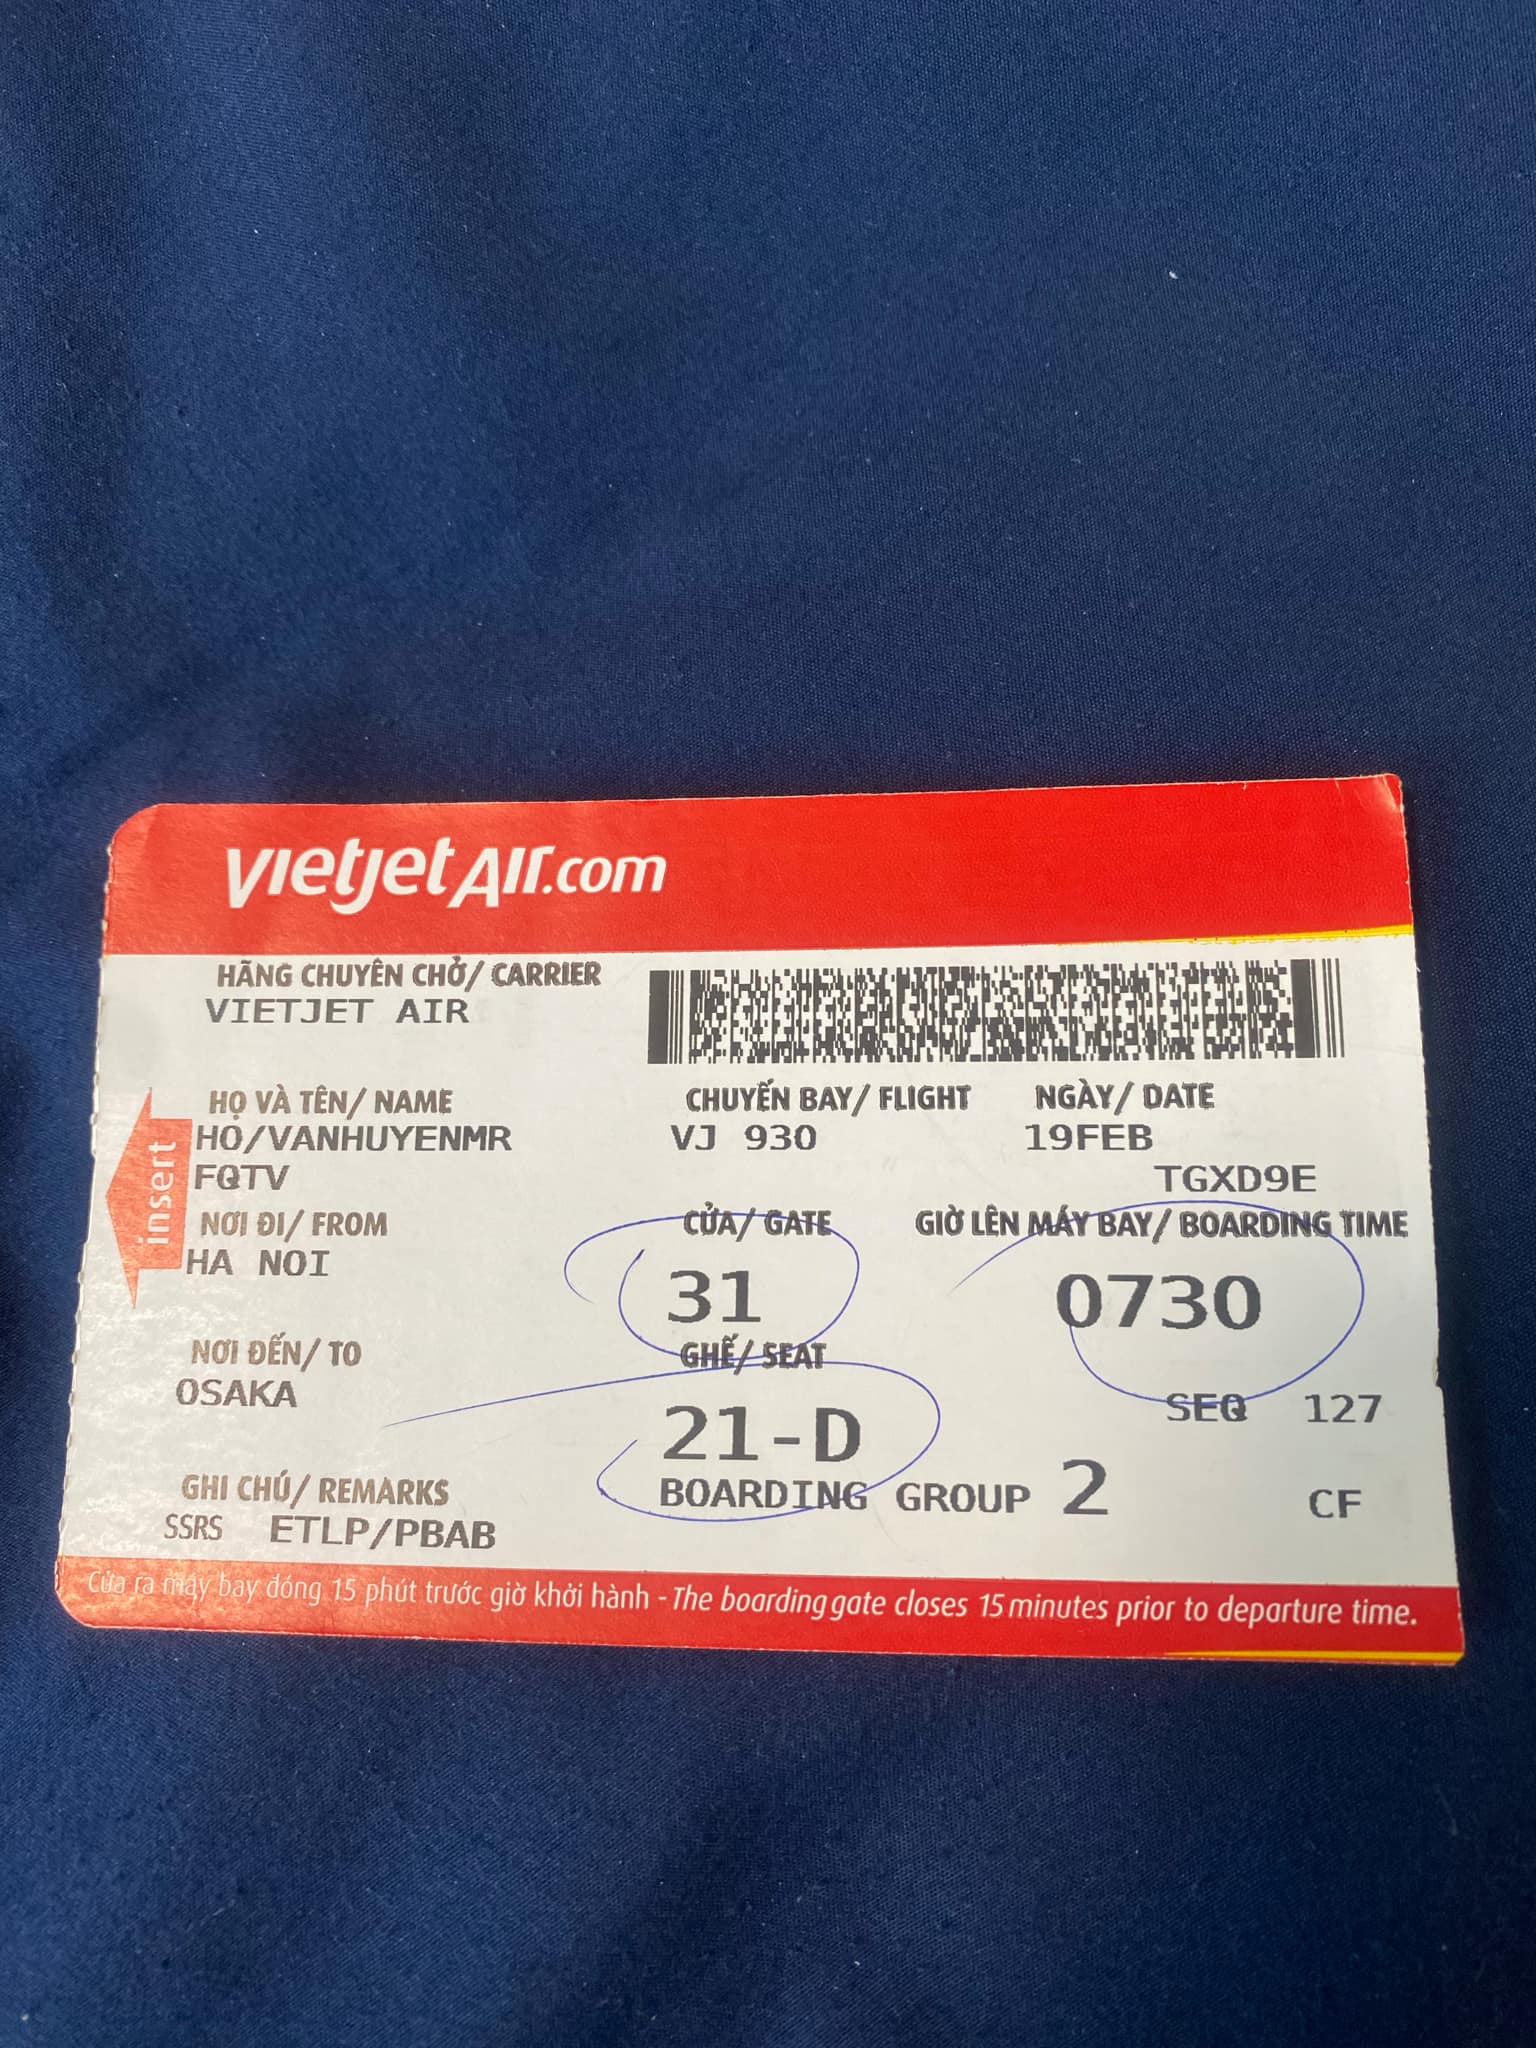 vietjet Air.com
HÃNG CHUYÊN CHỞ/ CARRIER
VIETJET AIR
HỌ VÀ TÊN/ NAME
CHUYẾN BAY/ FLIGHT
NGÀY/ DATE
HO/VANHUYENMR
VJ 930
19FEB
FQTV
TGXD9E
insert
NƠI ĐI/ FROM
CỬA/ GATE
GIỜ LÊN MÁY BAY/ BOARDING TIME
HA NOI
31
0730
NƠI ĐẾN/ TO
GHẾ/ SEAT
OSAKA
21-D
SEQ 127
GHI CHÚ/ REMARKS
BOARDING GROUP 2
CF
SSRS ETLP/PBAB
Cửa ra máy bay đóng 15 phút trước giờ khởi hành - The boarding gate closes 15 minutes prior to departure time.